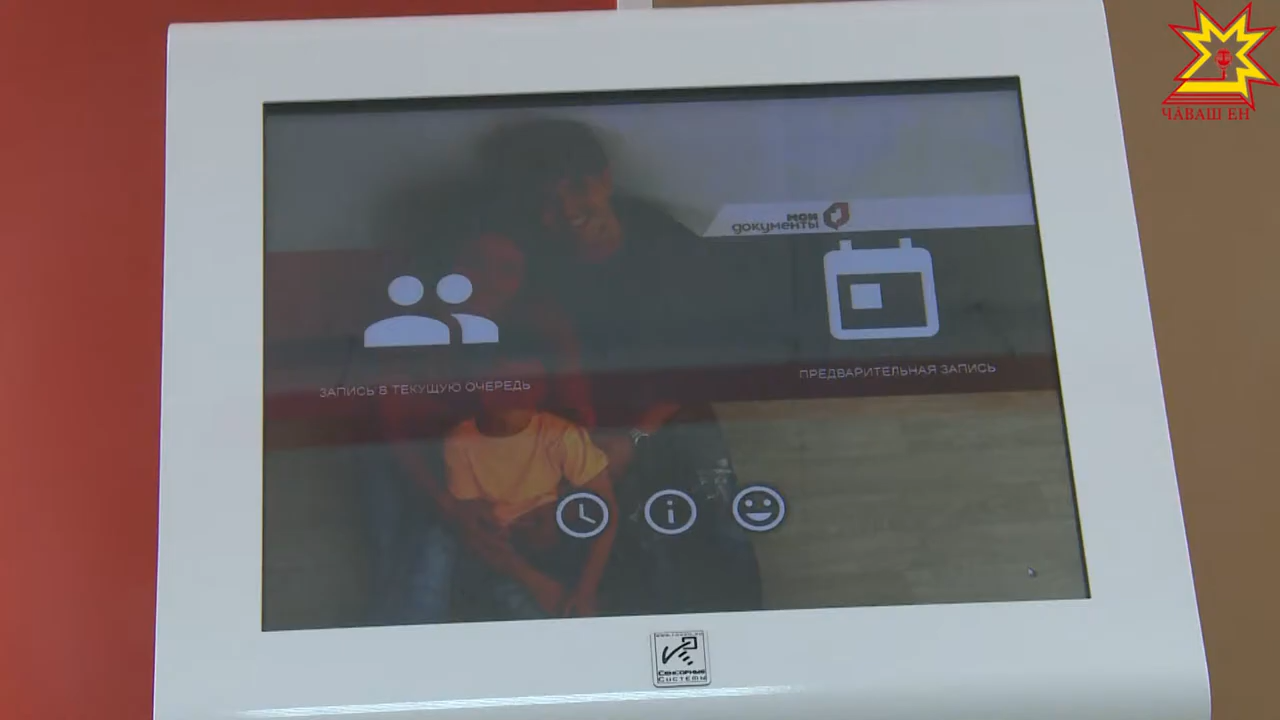 ЧĂВАШ ЕН
мои
документы
ЗАПИСЬ В ТЕКУЩУЮ ОЧЕРЕДЬ
ПРЕДВАРИТЕЛЬНАЯ ЗАПИСЬ
СЕНСОРНЫЕ
СИСТЕМЫ